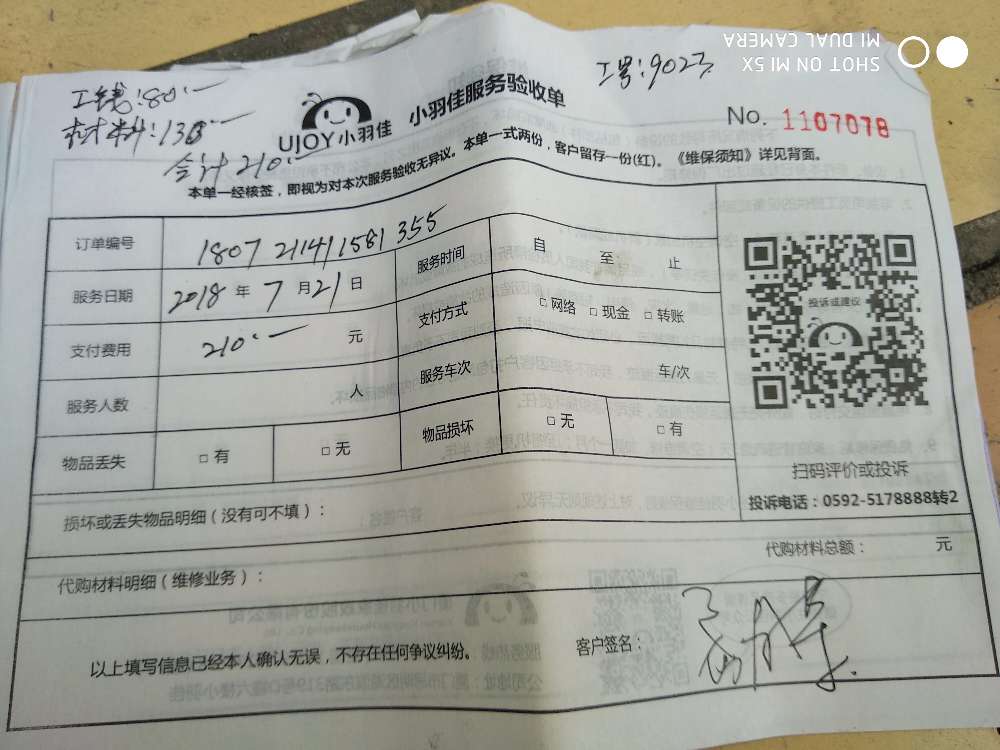 SHOT ON MI 5X
MI DUAL CAMERA
工钱:80.一
工号:9023
材料:130.一
合计210.一
UJOY小羽佳
小羽佳服务验收单
No. 1107078
本单一经核签,即视为对本次服务验收无异议。本单一式两份,客户留存一份(红)。《维保须知》详见背面。
订单编号 1807211411581355
服务时间 自 至: 止
服务日期 2018 年 7 月 21 日
支付方式 □ 网络 □ 现金 □ 转账
支付费用 210.一 元
服务人数 人
服务车次 车/次
物品丢失 □ 有 □ 无
物品损坏 □ 无 □ 有
投诉或建议
扫码评价或投诉
投诉电话:0592-5178888转2
损坏或丢失物品明细(没有可不填):
代购材料总额: 元
代购材料明细(维修业务):
以上填写信息已经本人确认无误,不存在任何争议纠纷。
客户签名: